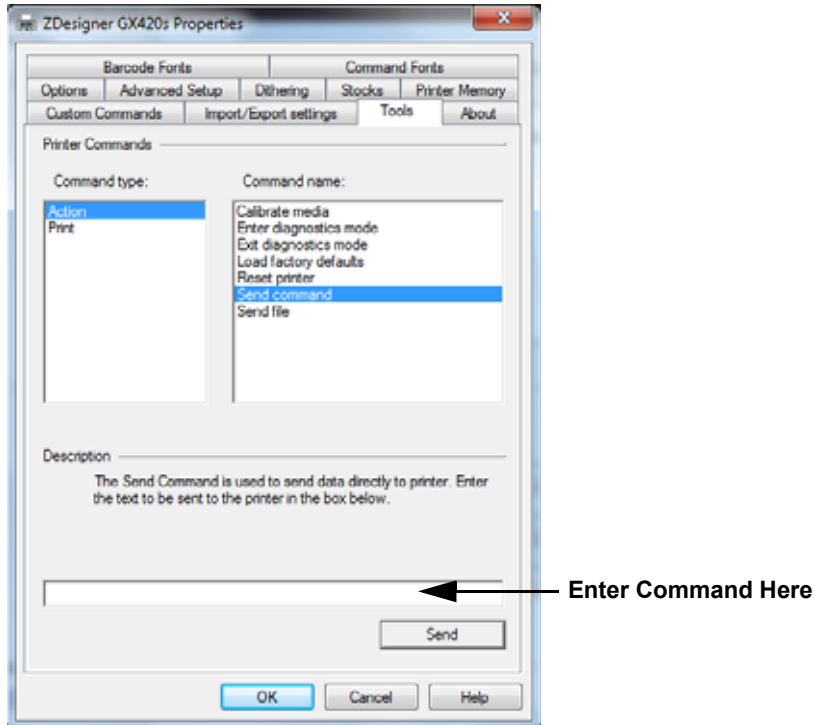 ZDesigner GX420s Properties
Barcode Fonts Command Fonts
Options Advanced Setup Dithering Stocks Printer Memory
Custom Commands Import/Export settings Tools About
Printer Commands
Command type: Command name:
Action
Print
Calibrate media
Enter diagnostics mode
Exit diagnostics mode
Load factory defaults
Reset printer
Send command
Send file
Description
The Send Command is used to send data directly to printer. Enter
the text to be sent to the printer in the box below.
Enter Command Here
Send
OK Cancel Help